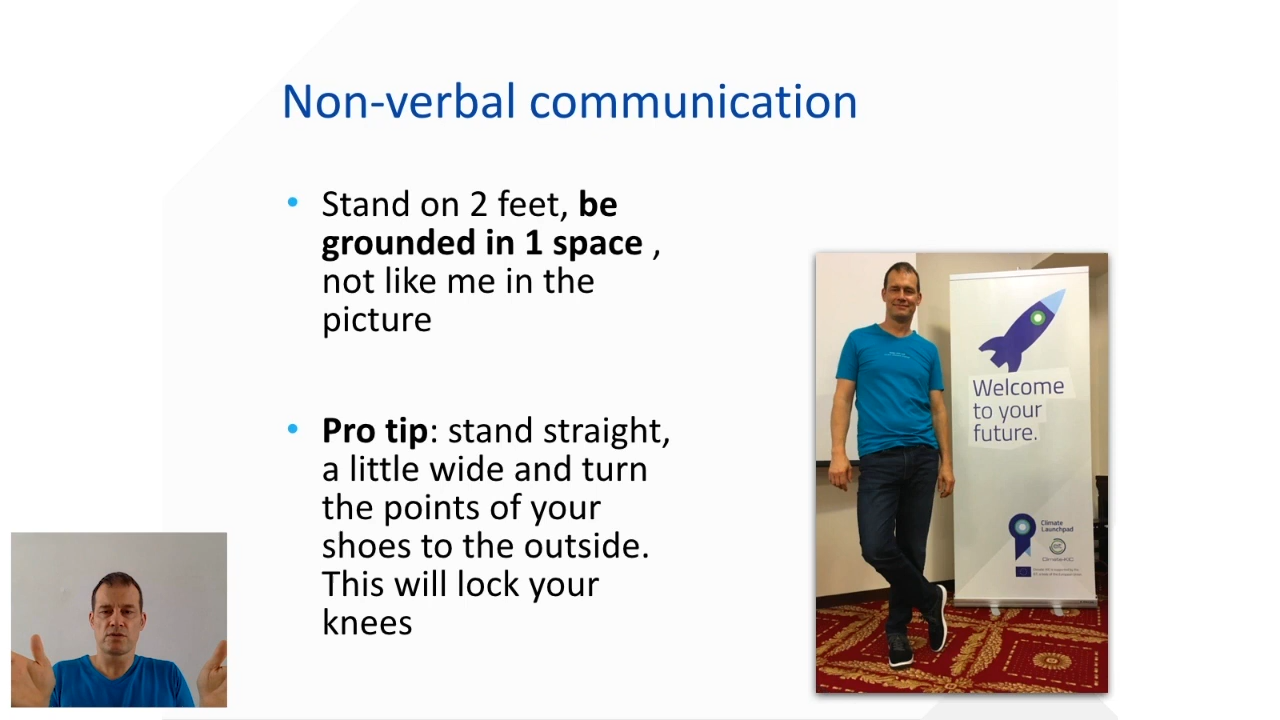 Non-verbal communication
• Stand on 2 feet, be
grounded in 1 space ,
not like me in the
picture
• Pro tip: stand straight,
a little wide and turn
the points of your
shoes to the outside.
This will lock your
knees
Welcome
to your
future.
Climate
Launchpad
Climate-KIC